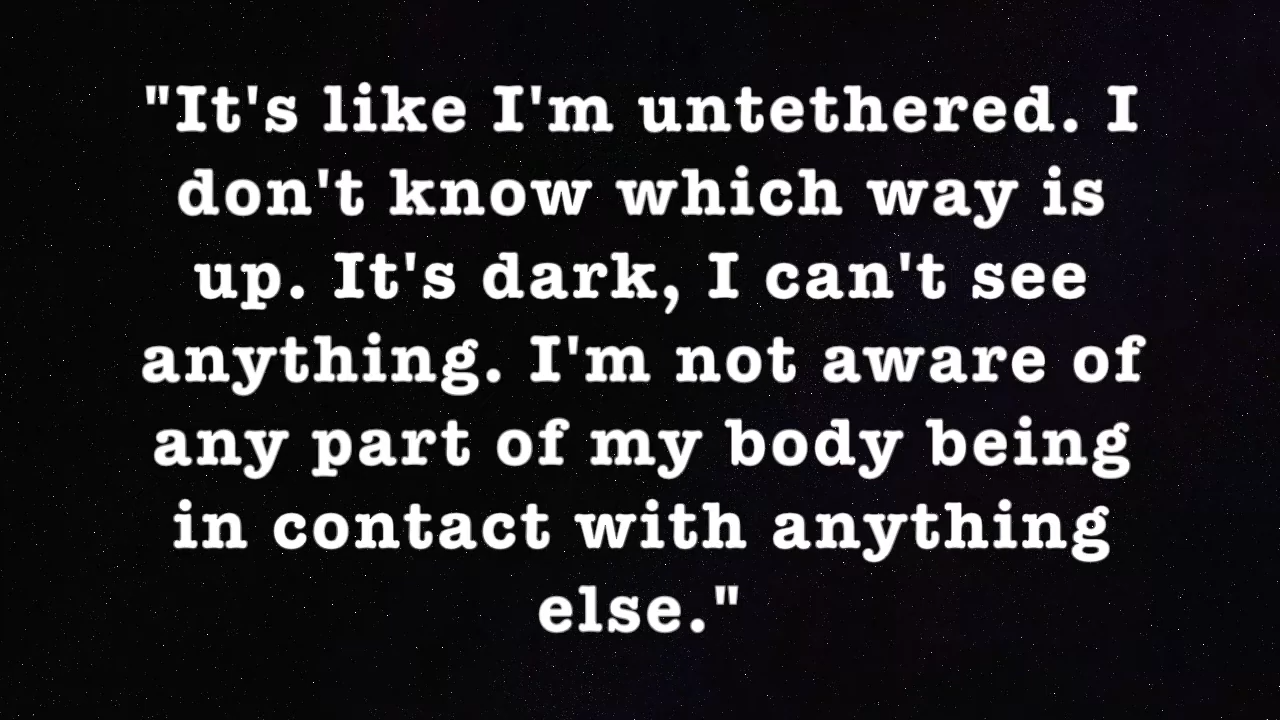 "It's like I'm untethered. I
don't know which way is
up. It's dark, I can't see
anything. I'm not aware of
any part of my body being
in contact with anything
else."